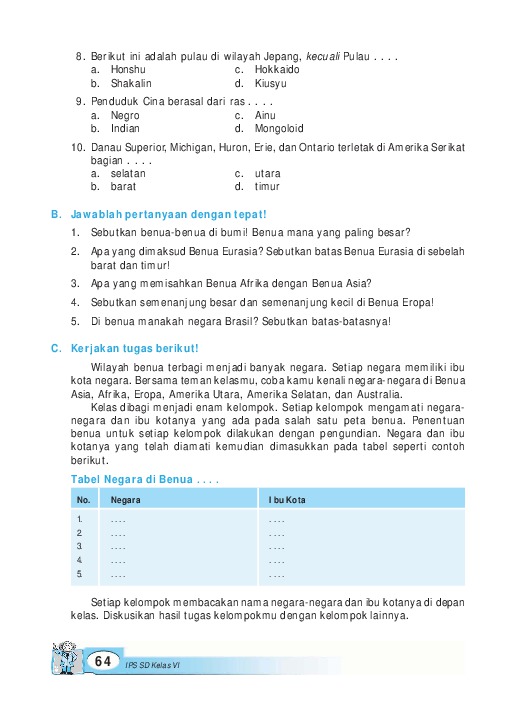 8. Berikut ini adalah pulau di wilayah Jepang, kecuali Pulau . . . .
a. Honshu c. Hokkaido
b. Shakalin d. Kiusyu
9. Penduduk Cina berasal dari ras . . . .
a. Negro c. Ainu
b. Indian d. Mongoloid
10. Danau Superior, Michigan, Huron, Erie, dan Ontario terletak di Amerika Serikat
bagian . . . .
a. selatan c. utara
b. barat d. timur
B. Jawablah pertanyaan dengan tepat!
1. Sebutkan benua-benua di bumi! Benua mana yang paling besar?
2. Apa yang dimaksud Benua Eurasia? Sebutkan batas Benua Eurasia di sebelah
barat dan timur!
3. Apa yang memisahkan Benua Afrika dengan Benua Asia?
4. Sebutkan semenanjung besar dan semenanjung kecil di Benua Eropa!
5. Di benua manakah negara Brasil? Sebutkan batas-batasnya!
C. Kerjakan tugas berikut!
Wilayah benua terbagi menjadi banyak negara. Setiap negara memiliki ibu
kota negara. Bersama teman kelasmu, coba kamu kenali negara-negara di Benua
Asia, Afrika, Eropa, Amerika Utara, Amerika Selatan, dan Australia.
Kelas dibagi menjadi enam kelompok. Setiap kelompok mengamati negara-
negara dan ibu kotanya yang ada pada salah satu peta benua. Penentuan
benua untuk setiap kelompok dilakukan dengan pengundian. Negara dan ibu
kotanya yang telah diamati kemudian dimasukkan pada tabel seperti contoh
berikut.
Tabel Negara di Benua . . . .
No. Negara Ibu Kota
1. . . . . . . . .
2. . . . . . . . .
3. . . . . . . . .
4. . . . . . . . .
5. . . . . . . . .
Setiap kelompok membacakan nama negara-negara dan ibu kotanya di depan
kelas. Diskusikan hasil tugas kelompokmu dengan kelompok lainnya.
64 IPS SD Kelas VI